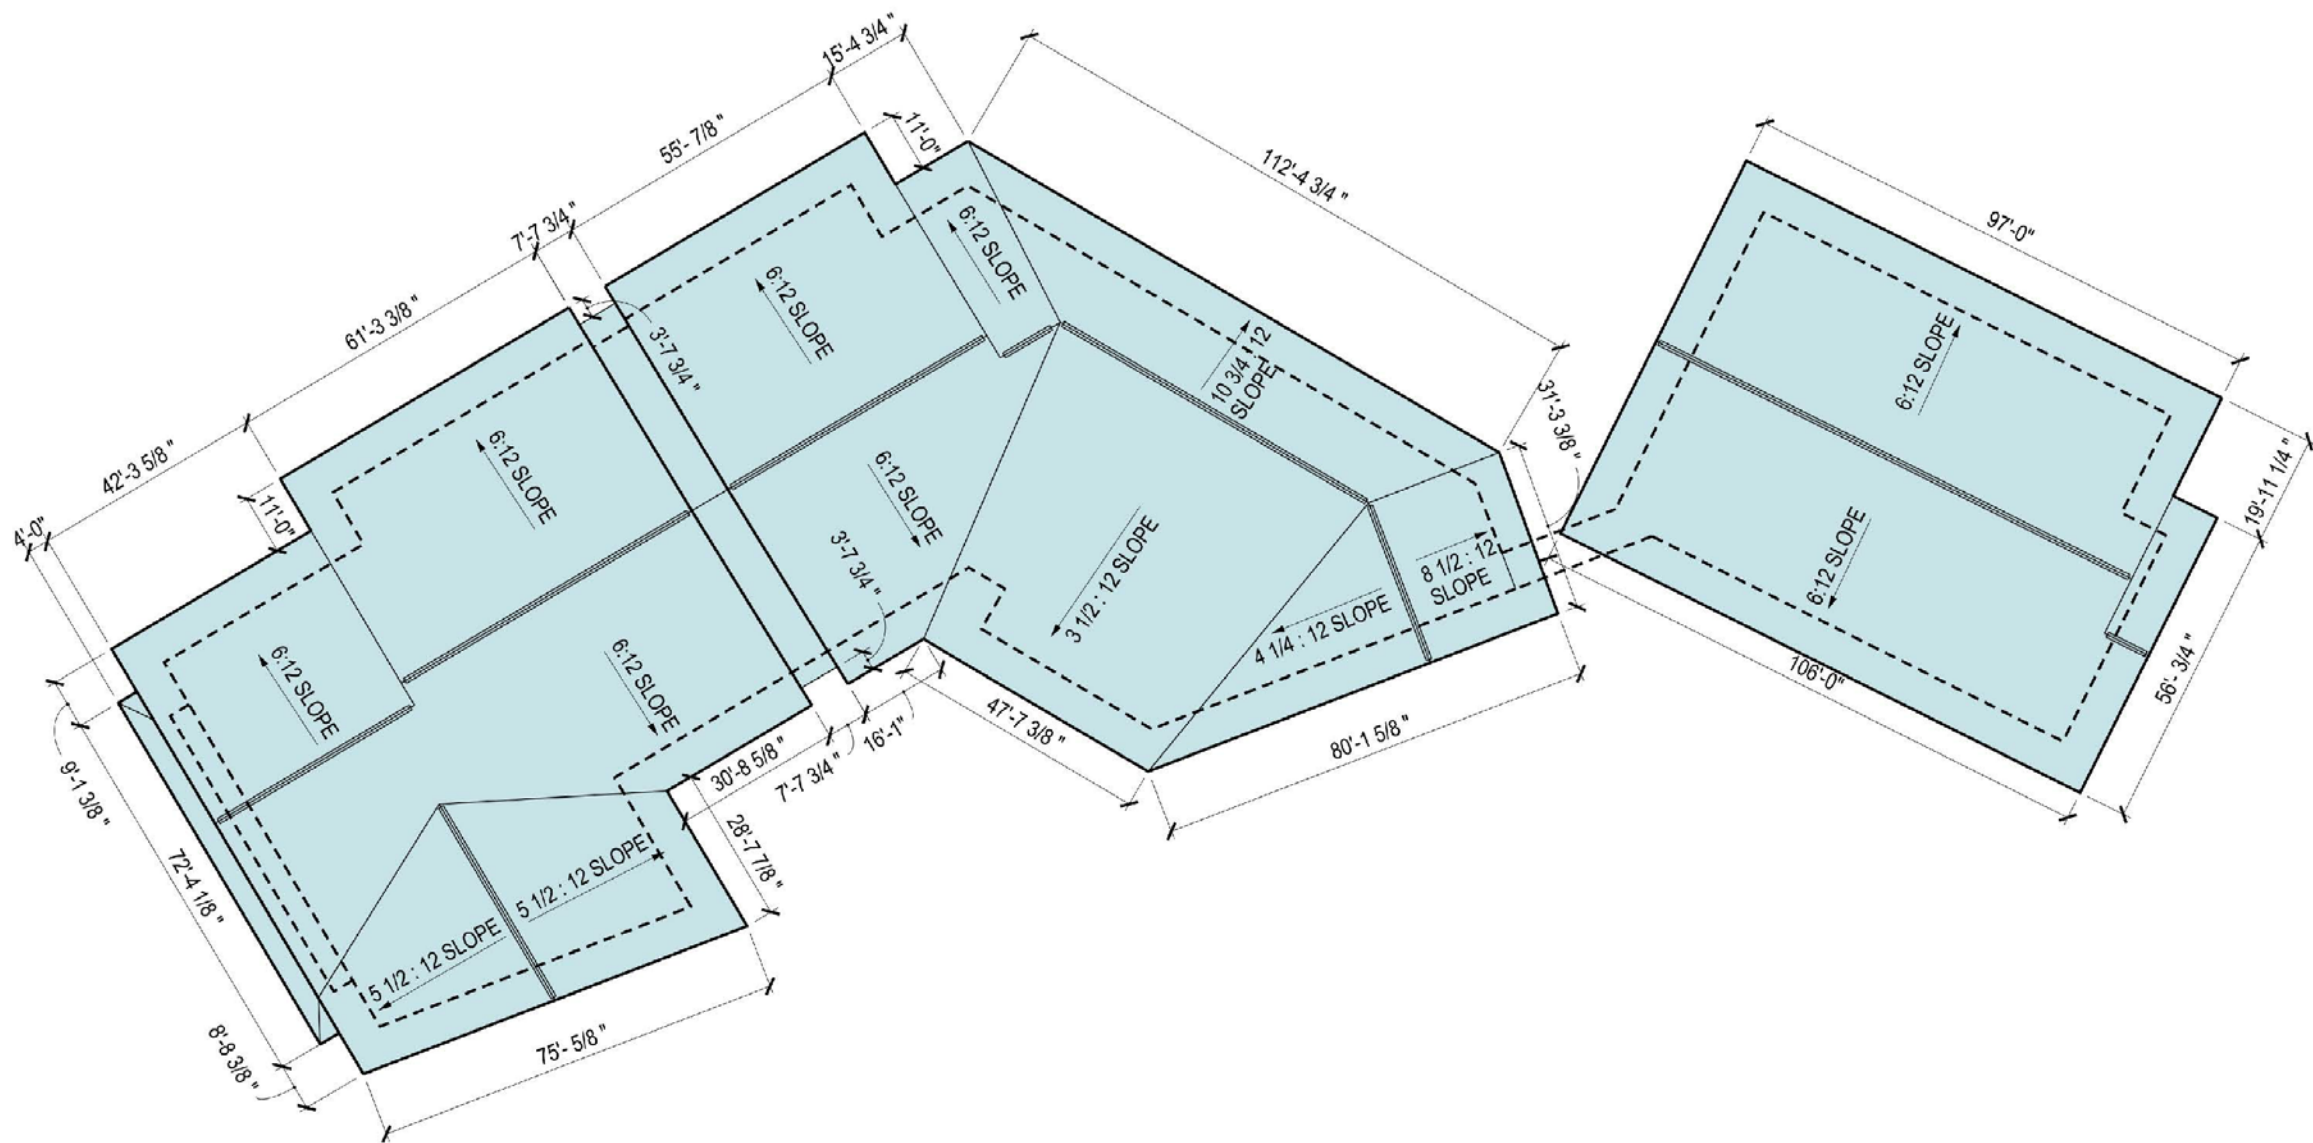 15'-4 3/4 "
55'- 7/8 "
11'-0"
112'-4 3/4 "
97'-0"
7'-7 3/4 "
61'-3 3/8 "
6:12 SLOPE
6:12 SLOPE
3'-7 3/4 "
10 3/4 : 12
SLOPE
6:12 SLOPE
31'-3 3/8 "
19'-11 1/4 "
42'-3 5/8 "
11'-0"
4'-0"
6:12 SLOPE
6:12 SLOPE
3'-7 3/4 "
3 1/2 : 12 SLOPE
8 1/2 : 12
SLOPE
4 1/4 : 12 SLOPE
6:12 SLOPE
6:12 SLOPE
6:12 SLOPE
106'-0"
56'- 3/4 "
9'-1 3/8 "
30'-8 5/8 "
7'-7 3/4 "
16'-1"
47'-7 3/8 "
80'-1 5/8 "
72'-4 1/8 "
28'-7 7/8 "
5 1/2 : 12 SLOPE
5 1/2 : 12 SLOPE
8'-8 3/8 "
75'- 5/8 "